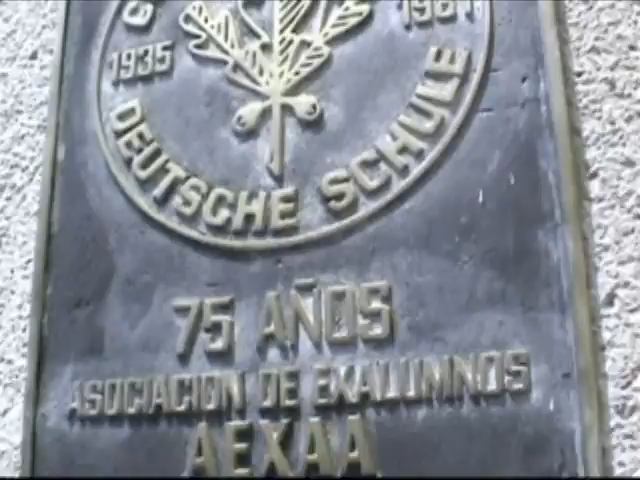 1935
DEUTSCHE SCHULE
75 AÑOS
ASOCIACION DE EXALUMNOS
AEXAA